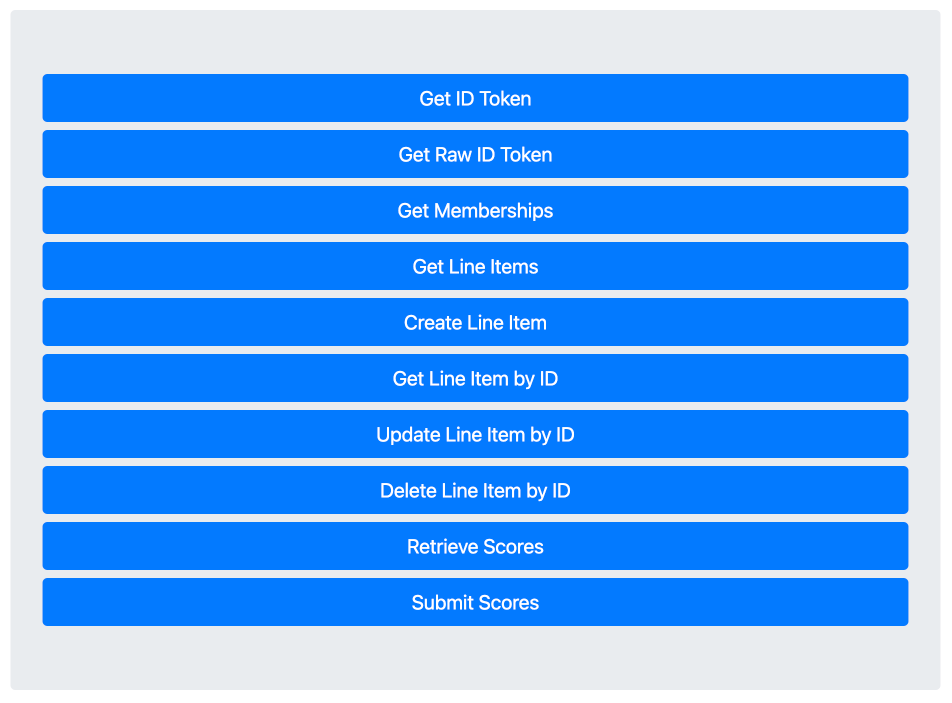 Get ID Token
Get Raw ID Token
Get Memberships
Get Line Items
Create Line Item
Get Line Item by ID
Update Line Item by ID
Delete Line Item by ID
Retrieve Scores
Submit Scores